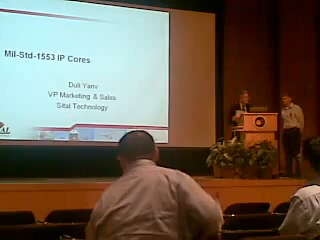 Mil-Std-1553 IP Cores
Duli Yariv
VP Marketing & Sales
Sital Technology